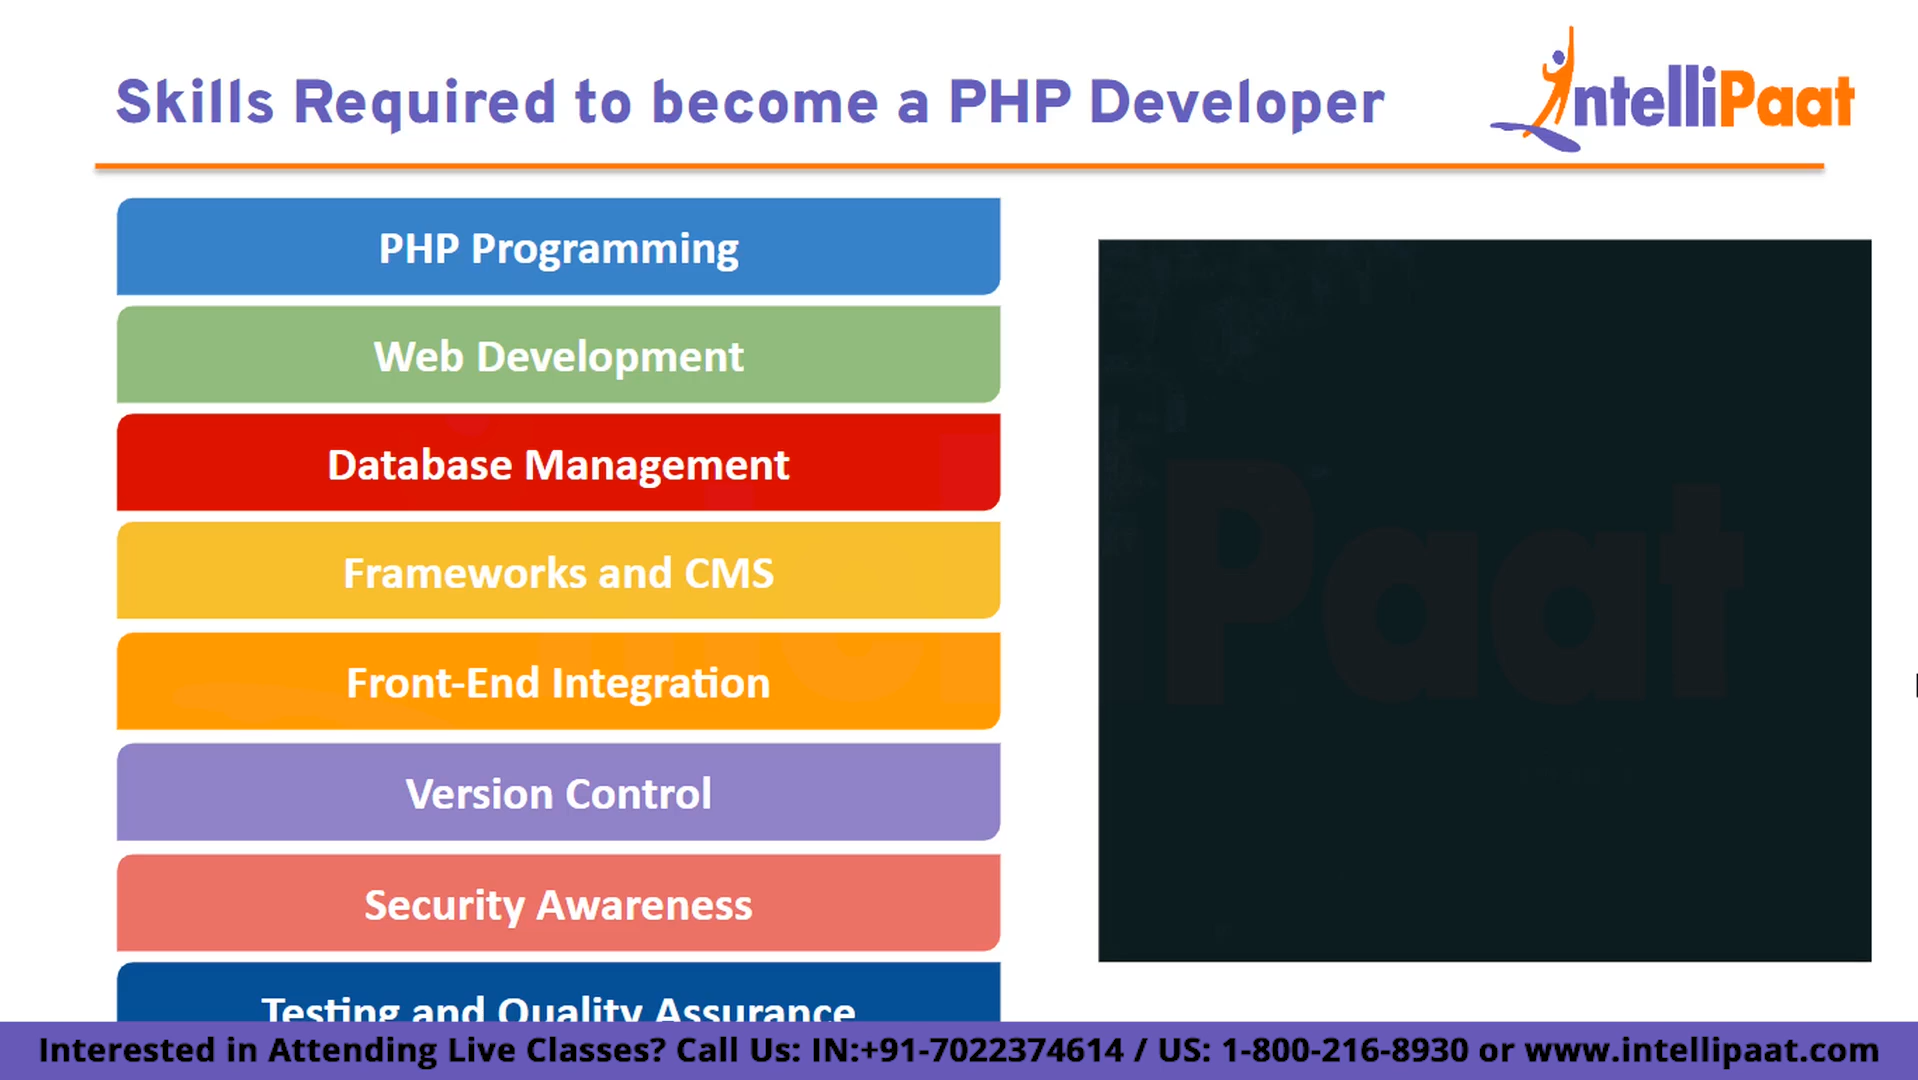 Skills Required to become a PHP Developer
IntelliPaat
PHP Programming
Web Development
Database Management
Frameworks and CMS
Front-End Integration
Version Control
Security Awareness
Testing and Quality Assurance
Interested in Attending Live Classes? Call Us: IN:+91-7022374614 / US: 1-800-216-8930 or www.intellipaat.com